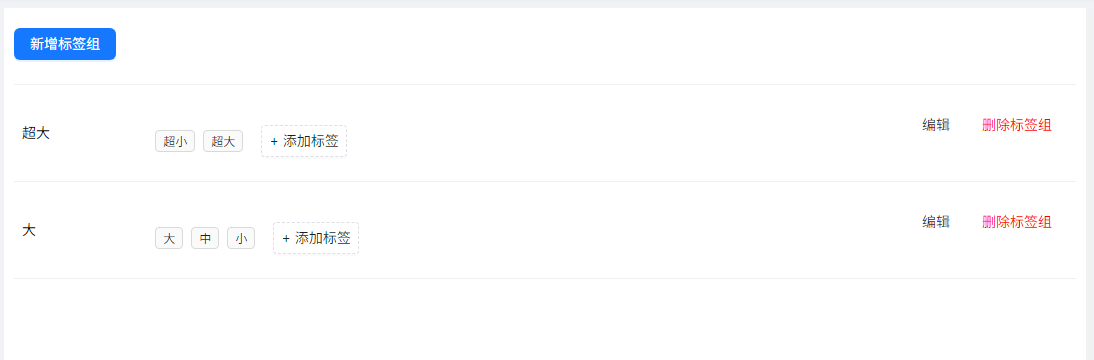 新增标签组
超大 超小 超大 + 添加标签 编辑 删除标签组
大 大 中 小 + 添加标签 编辑 删除标签组